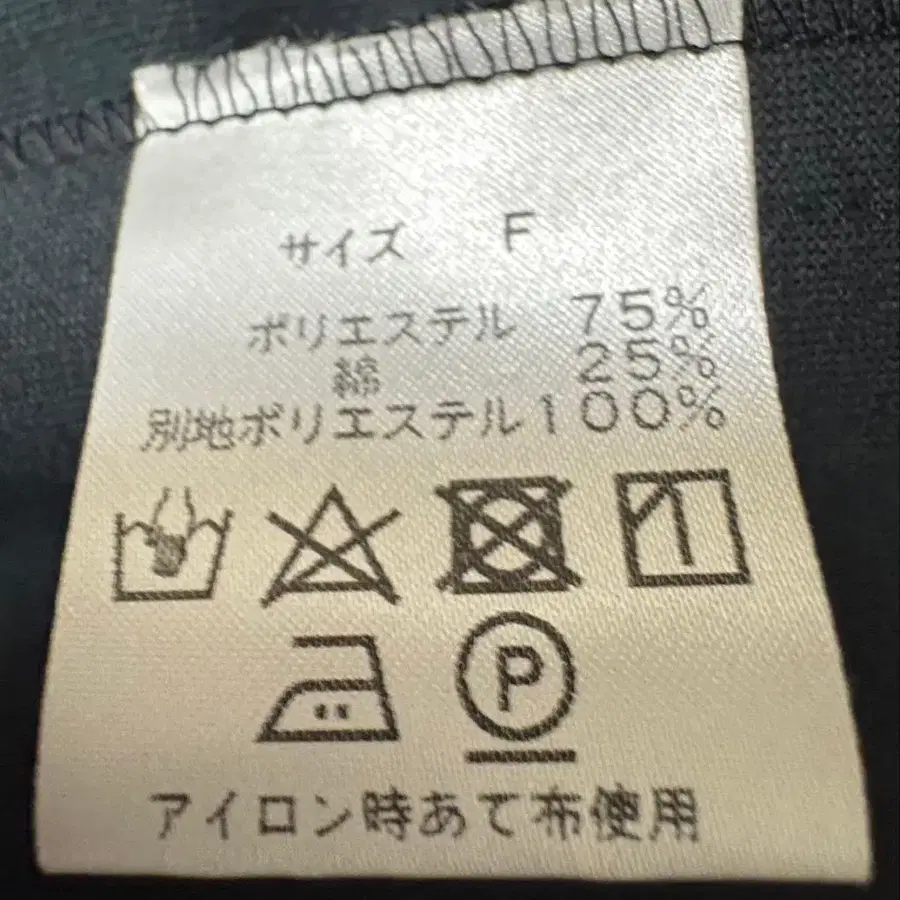 サイズ F
ポリエステル 75%
綿 25%
別地ポリエステル100%
P
アイロン時あて布使用